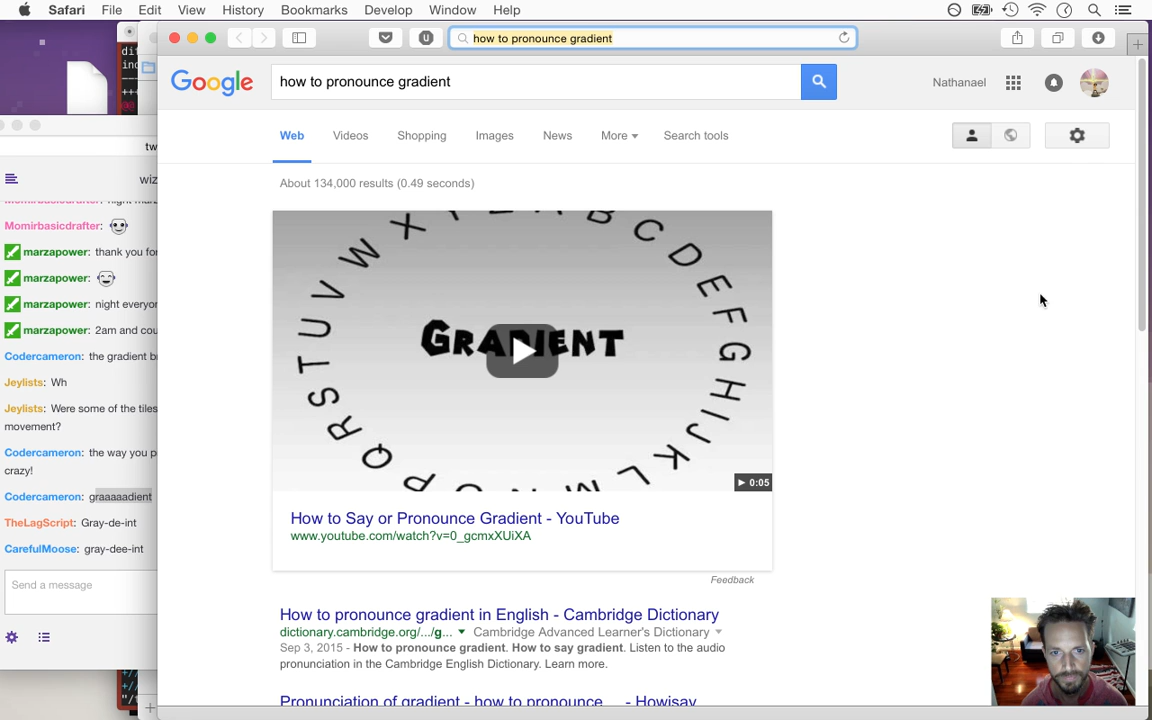 Safari File Edit View History Bookmarks Develop Window Help
how to pronounce gradient
Google
how to pronounce gradient
Nathanael
Web Videos Shopping Images News More Search tools
About 134,000 results (0.49 seconds)
GRADIENT
A B C D E F G H I J K L M N O P Q R S T U V W X Y
0:05
How to Say or Pronounce Gradient - YouTube
www.youtube.com/watch?v=0_gcmxXUiXA
Feedback
How to pronounce gradient in English - Cambridge Dictionary
dictionary.cambridge.org/.../g... Cambridge Advanced Learner's Dictionary
Sep 3, 2015 - How to pronounce gradient. How to say gradient. Listen to the audio
pronunciation in the Cambridge English Dictionary. Learn more.
Pronunciation of gradient - how to pronounce ... - Howjsay
tw
wiz
Momirbasicdrafter:
marzapower: thank you for
marzapower:
marzapower: night everyon
marzapower: 2am and cou
Codercameron: the gradient b
Jeylists: Wh
Jeylists: Were some of the tiles
movement?
Codercameron: the way you p
crazy!
Codercameron: graaaaadient
TheLagScript: Gray-de-int
CarefulMoose: gray-dee-int
Send a message